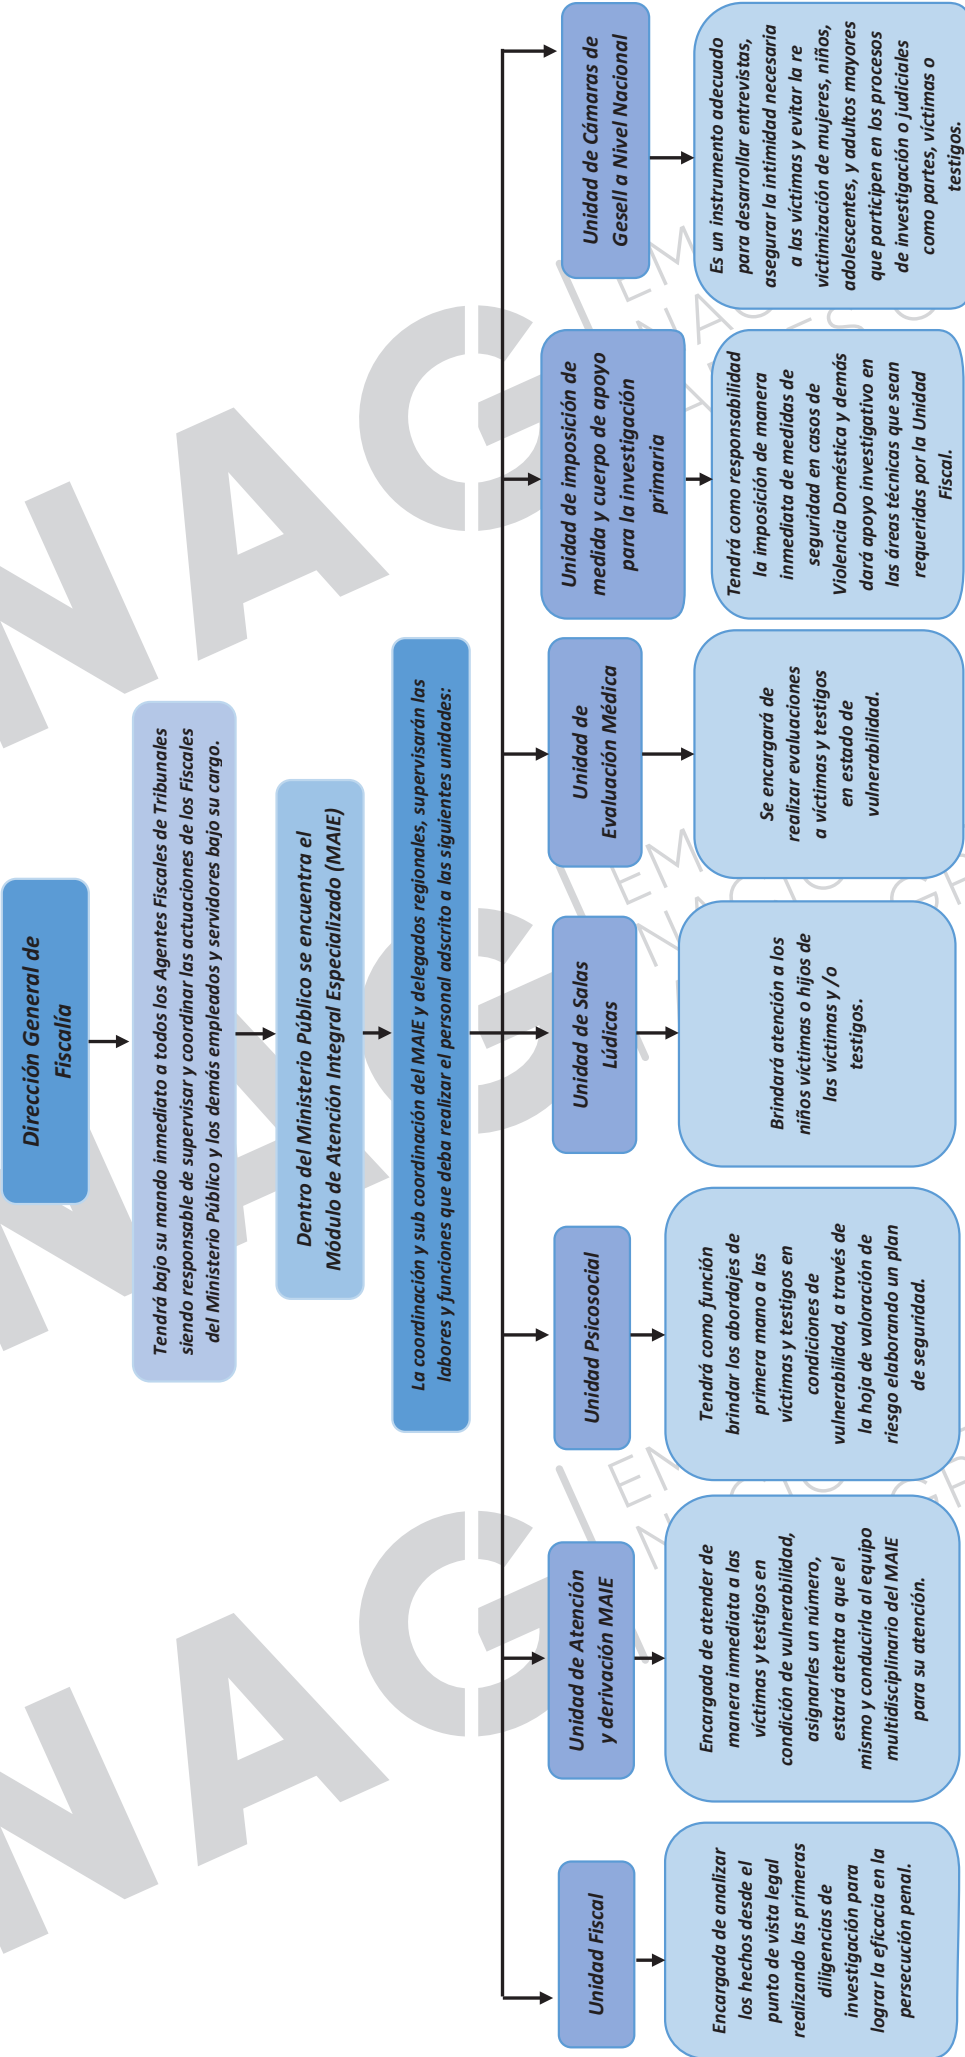 Dirección General de
Fiscalía
Tendrá bajo su mando inmediato a todos los Agentes Fiscales de Tribunales
siendo responsable de supervisar y coordinar las actuaciones de los Fiscales
del Ministerio Público y los demás empleados y servidores bajo su cargo.
Dentro del Ministerio Público se encuentra el
Módulo de Atención Integral Especializado (MAIE)
La coordinación y sub coordinación del MAIE y delegados regionales, supervisarán las
labores y funciones que deba realizar el personal adscrito a las siguientes unidades:
Unidad Fiscal
Encargada de analizar
los hechos desde el
punto de vista legal
realizando las primeras
diligencias de
investigación para
lograr la eficacia en la
persecución penal.
Unidad de Atención
y derivación MAIE
Encargada de atender de
manera inmediata a las
víctimas y testigos en
condición de vulnerabilidad,
asignarles un número,
estará atenta a que el
mismo y conducirla al equipo
multidisciplinario del MAIE
para su atención.
Unidad Psicosocial
Tendrá como función
brindar los abordajes de
primera mano a las
víctimas y testigos en
condiciones de
vulnerabilidad, a través de
la hoja de valoración de
riesgo elaborando un plan
de seguridad.
Unidad de Salas
Lúdicas
Brindará atención a los
niños víctimas o hijos de
las víctimas y /o
testigos.
Unidad de
Evaluación Médica
Se encargará de
realizar evaluaciones
a víctimas y testigos
en estado de
vulnerabilidad.
Unidad de imposición de
medida y cuerpo de apoyo
para la investigación
primaria
Tendrá como responsabilidad
la imposición de manera
inmediata de medidas de
seguridad en casos de
Violencia Doméstica y demás
dará apoyo investigativo en
las áreas técnicas que sean
requeridas por la Unidad
Fiscal.
Unidad de Cámaras de
Gesell a Nivel Nacional
Es un instrumento adecuado
para desarrollar entrevistas,
asegurar la intimidad necesaria
a las víctimas y evitar la re
victimización de mujeres, niños,
adolescentes, y adultos mayores
que participen en los procesos
de investigación o judiciales
como partes, víctimas o
testigos.
NAG
NAG
NAG